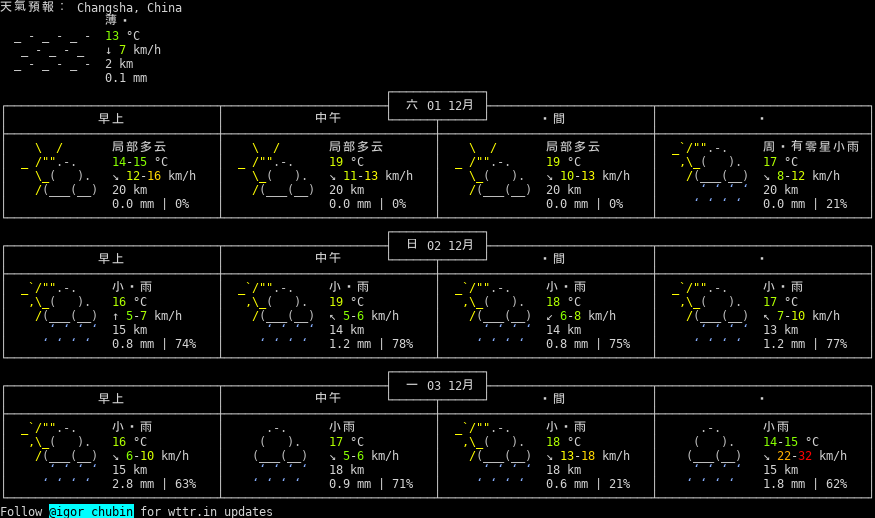 天氣預報： Changsha, China
薄・
13 °C
↓ 7 km/h
2 km
0.1 mm
六 01 12月
早上 中午 ・間 ・
局部多云 局部多云 局部多云 周・有零星小雨
14-15 °C 19 °C 19 °C 17 °C
↘ 12-16 km/h ↘ 11-13 km/h ↘ 10-13 km/h ↘ 8-12 km/h
20 km 20 km 20 km 20 km
0.0 mm | 0% 0.0 mm | 0% 0.0 mm | 0% 0.0 mm | 21%
日 02 12月
早上 中午 ・間 ・
小・雨 小・雨 小・雨 小・雨
16 °C 19 °C 18 °C 17 °C
↑ 5-7 km/h ↖ 5-6 km/h ↙ 6-8 km/h ↖ 7-10 km/h
15 km 14 km 14 km 13 km
0.8 mm | 74% 1.2 mm | 78% 0.8 mm | 75% 1.2 mm | 77%
一 03 12月
早上 中午 ・間 ・
小・雨 小雨 小・雨 小雨
16 °C 17 °C 18 °C 14-15 °C
↘ 6-10 km/h ↘ 5-6 km/h ↘ 13-18 km/h ↘ 22-32 km/h
15 km 18 km 18 km 15 km
2.8 mm | 63% 0.9 mm | 71% 0.6 mm | 21% 1.8 mm | 62%
Follow @igor_chubin for wttr.in updates